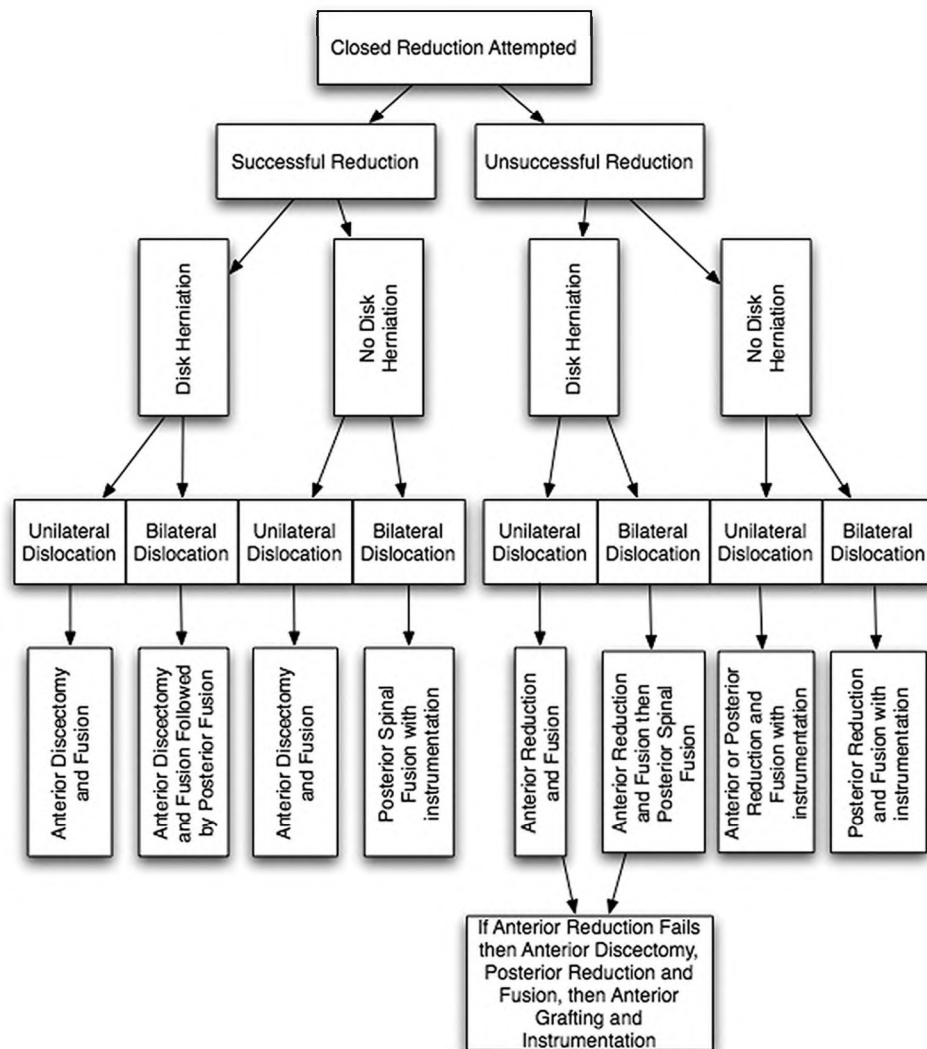 Closed Reduction Attempted
Successful Reduction
Unsuccessful Reduction
Disk Herniation
No Disk
Herniation
Disk Herniation
No Disk
Herniation
Unilateral
Dislocation
Bilateral
Dislocation
Unilateral
Dislocation
Bilateral
Dislocation
Unilateral
Dislocation
Bilateral
Dislocation
Unilateral
Dislocation
Bilateral
Dislocation
Anterior Discectomy
and Fusion
Anterior Discectomy
and Fusion Followed
by Posterior Fusion
Anterior Discectomy
and Fusion
Posterior Spinal
Fusion with
instrumentation
Anterior Reduction
and Fusion
Anterior Reduction
and Fusion then
Posterior Spinal
Fusion
Anterior or Posterior
Reduction and
Fusion with
instrumentation
Posterior Reduction
and Fusion with
instrumentation
If Anterior Reduction Fails
then Anterior Discectomy,
Posterior Reduction and
Fusion, then Anterior
Grafting and
Instrumentation